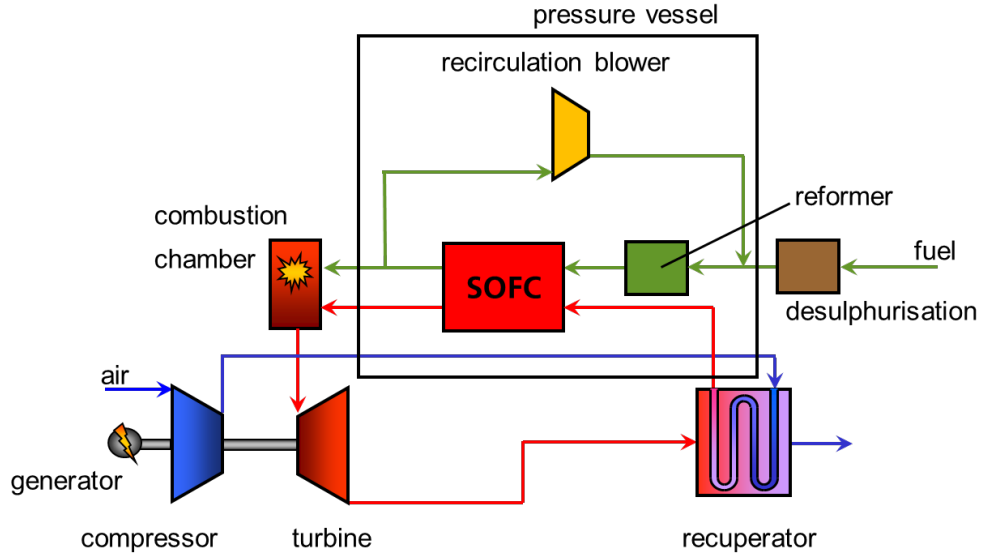 pressure vessel
recirculation blower
reformer
combustion
chamber
fuel
SOFC
desulphurisation
air
generator
compressor
turbine
recuperator